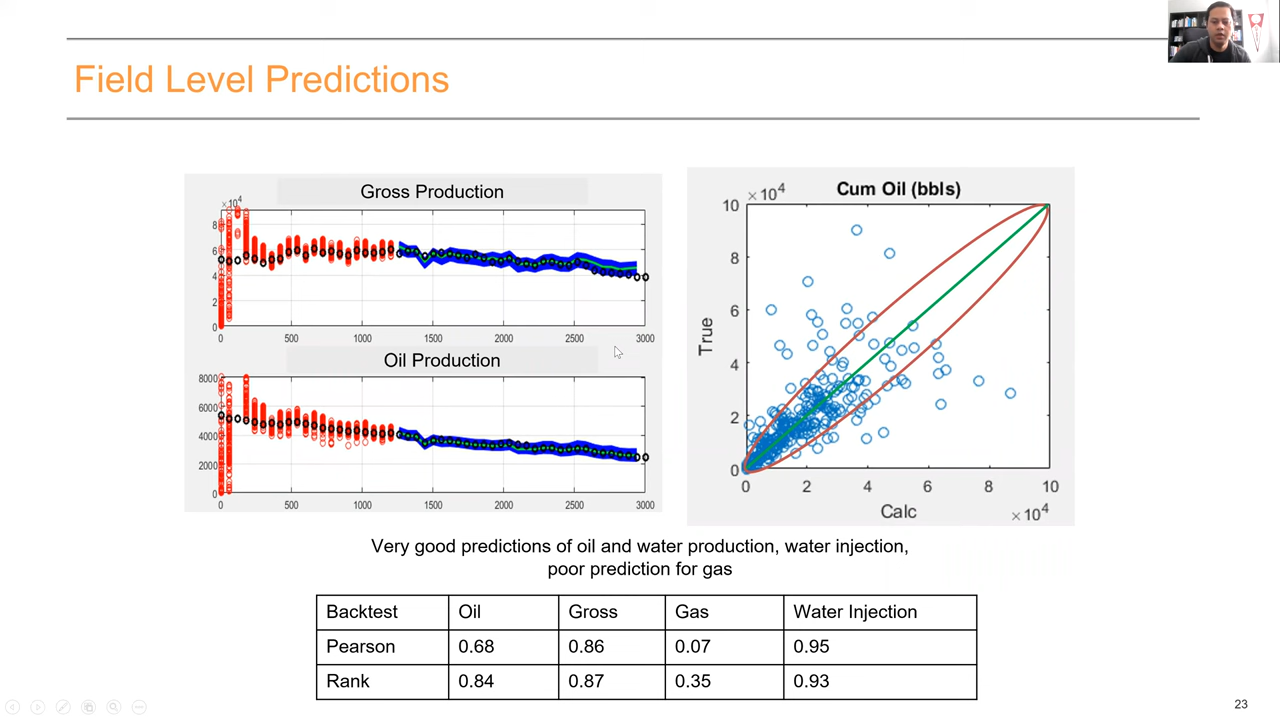 Field Level Predictions
Gross Production
×10⁴
8
6
4
2
0
0 500 1000 1500 2000 2500 3000
Oil Production
8000
6000
4000
2000
0
0 500 1000 1500 2000 2500 3000
Cum Oil (bbls)
×10⁴
10
8
6
4
2
0
True
0 2 4 6 8 10
Calc
×10⁴
Very good predictions of oil and water production, water injection,
poor prediction for gas
Backtest Oil Gross Gas Water Injection
Pearson 0.68 0.86 0.07 0.95
Rank 0.84 0.87 0.35 0.93
23